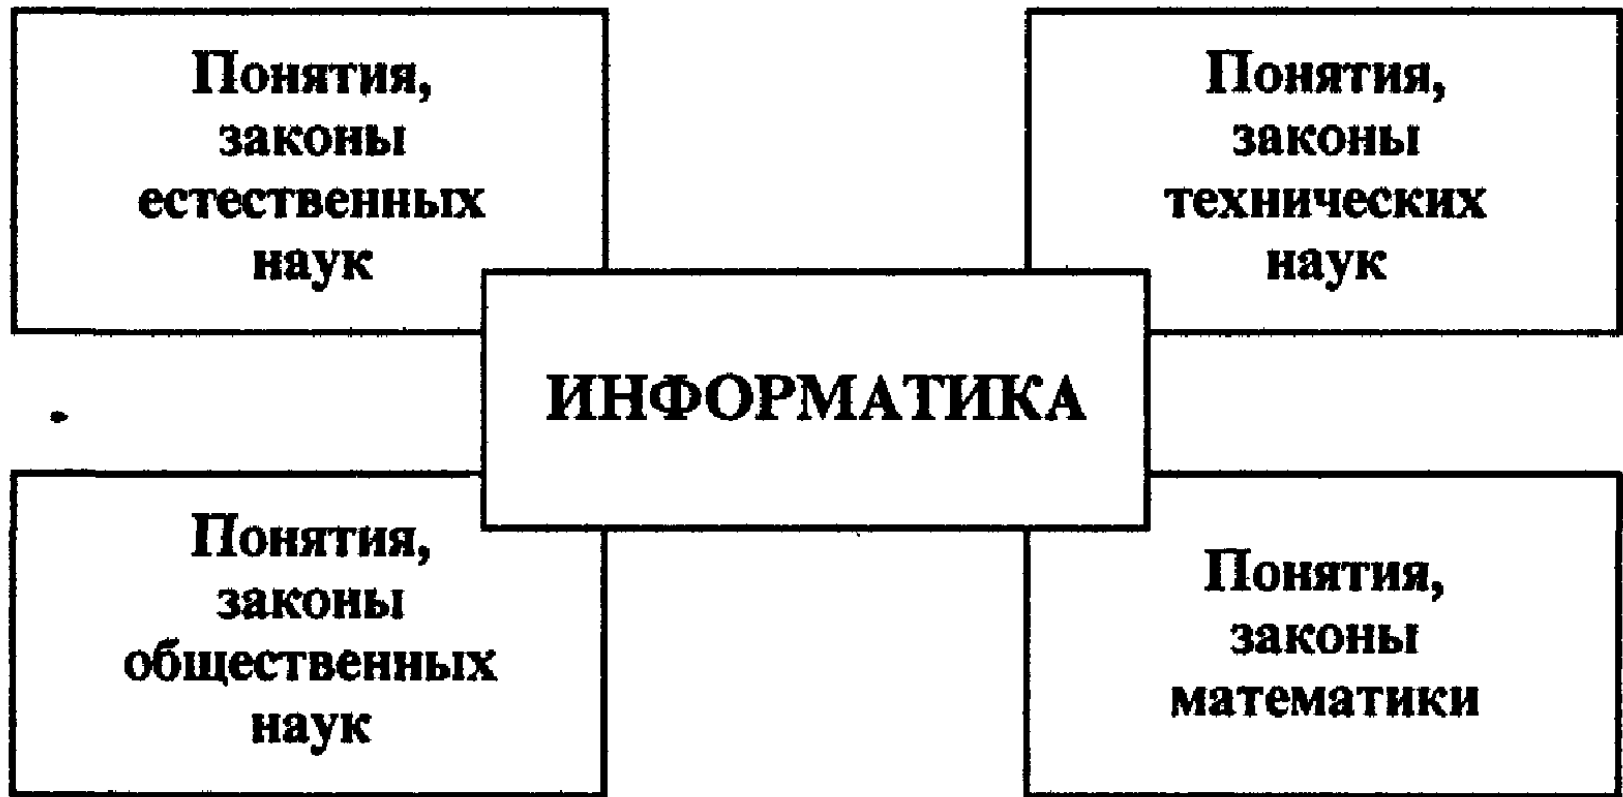 Понятия,
законы
естественных
наук
Понятия,
законы
технических
наук
ИНФОРМАТИКА
Понятия,
законы
общественных
наук
Понятия,
законы
математики